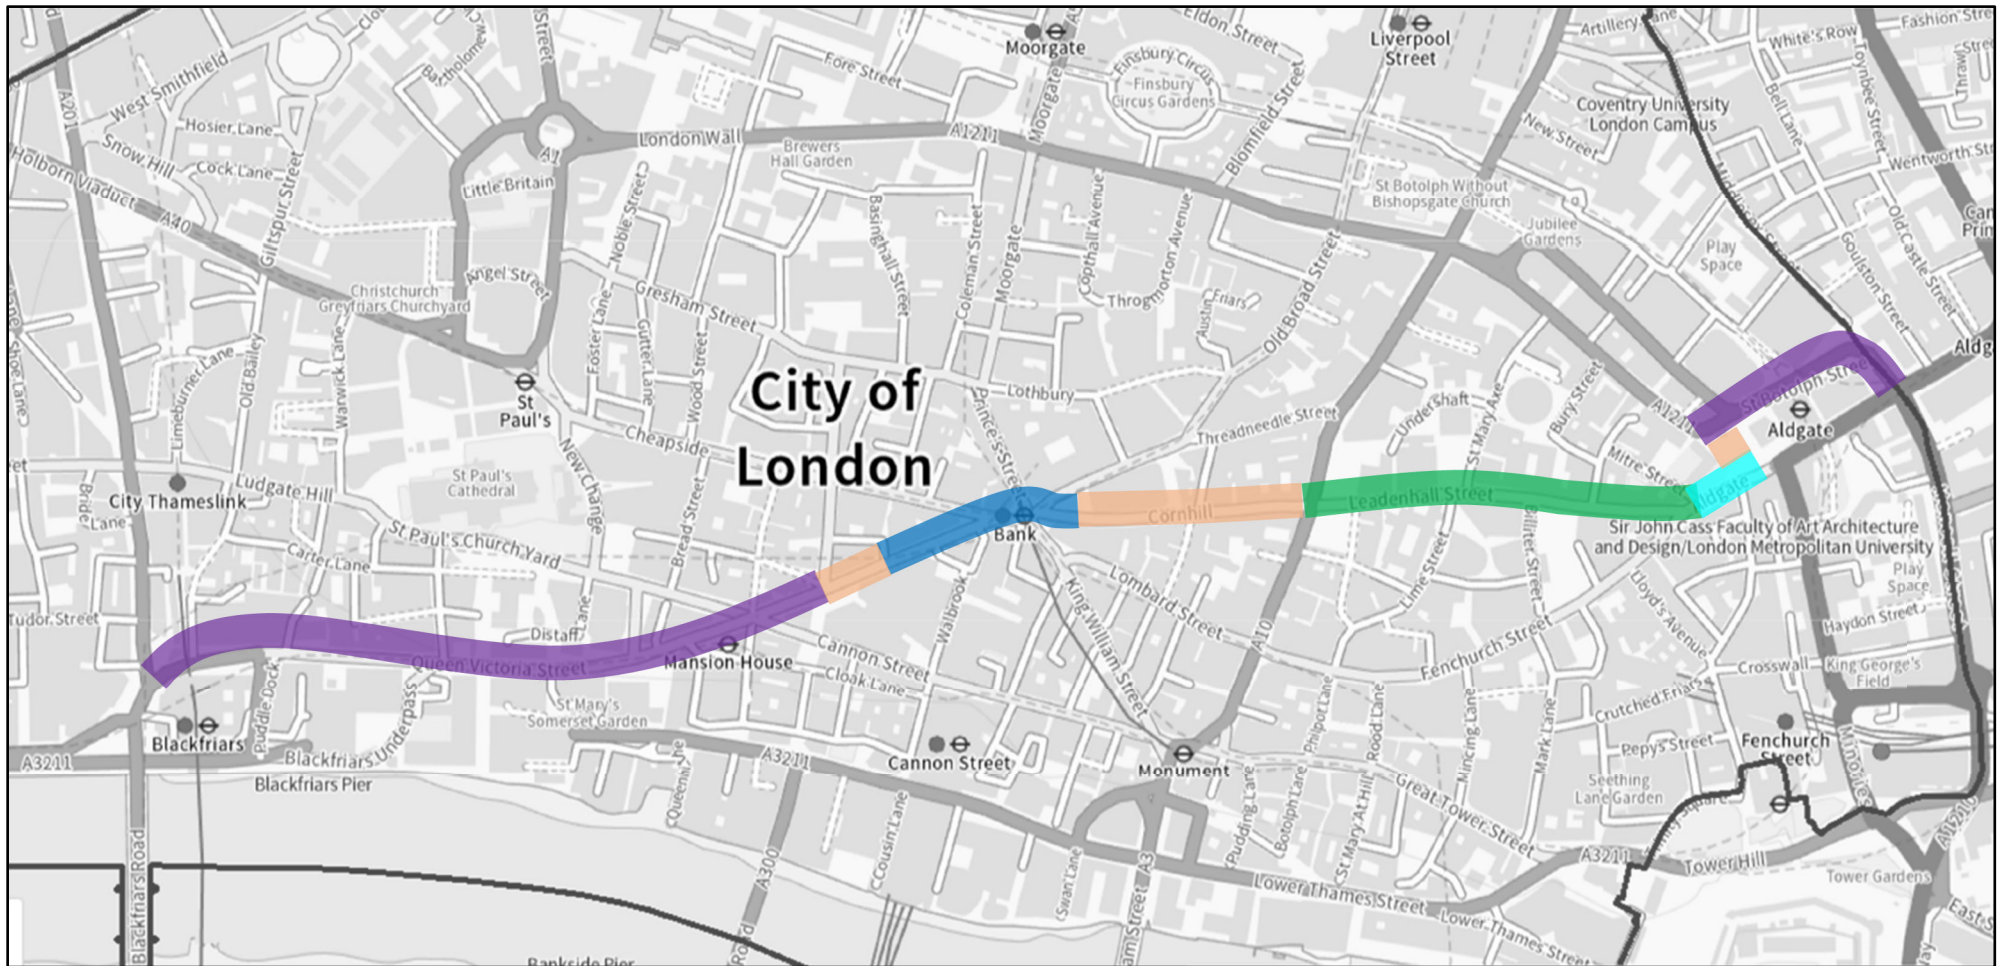 Eldon Street
Artillery Lane
Fashion Stre
White's Row
Moorgate
Liverpool
Street
Fore Street
Finsbury Circus
Finsbury
Circus Gardens
West Smithfield
Bartholomew
A201
Moorgate
Blomfield Street
Coventry University
London Campus
Bell Lane
Toynbee Street
Thraw
Hosier Lane
Snow Hill
Cock Lane
London Wall
A1211
A1
Brewers
Hall Garden
New Street
Wentworth St
Holborn Viaduct
A40
Giltspur Street
Little Britain
Noble Street
Basinghall Street
Coleman Street
Moorgate
Copthall Avenue
Throgmorton Avenue
St Botolph Without
Bishopsgate Church
Jubilee
Gardens
Play
Space
Old Castle Street
Goulston Street
Christchurch
Greyfriars Churchyard
Angel Street
Gresham Street
Foster Lane
Gutter Lane
Wood Street
Austin Friars
Old Broad Street
Limeburner Lane
Old Bailey
Warwick Lane
St
Paul's
City of
London
Lothbury
Prince's Street
Threadneedle Street
Undershaft
St Mary Axe
Bury Street
A1211
St Botolph Street
Aldgate
Aldg
Cheapside
City Thameslink
Ludgate Hill
St Paul's
Cathedral
New Change
Bread Street
Mitre Street
Bride
Lane
Bank
Cornhill
Leadenhall Street
Aldgate
Sir John Cass Faculty of Art Architecture
and Design/London Metropolitan University
St Paul's Church Yard
Carter Lane
Walbrook
King William Street
Lombard Street
Lime Street
Billiter Street
Lloyd's Avenue
Play
Space
Haydon Street
Tudor Street
Distaff Lane
Queen Victoria Street
Mansion House
Cannon Street
Cloak Lane
A10
Fenchurch Street
Crosswall
King George's
Field
Puddle Dock
St Mary's
Somerset Garden
Philpot Lane
Rood Lane
Mincing Lane
Mark Lane
Crutched Friars
Blackfriars
Blackfriars Underpass
Blackfriars Pier
A3211
A3211
Cannon Street
Monument
Pepys Street
Fenchurch
Street
Minories
Seething
Lane Garden
Queenhi
Cousin Lane
Swan Lane
Pudding Lane
Botolph Lane
St Mary At Hill
Great Tower Street
A1210
Blackfriars Road
A300
A3
Lower Thames Street
Lower Thames Street
A3211
Tower Hill
Tower Gardens
East S
Bankside Pier